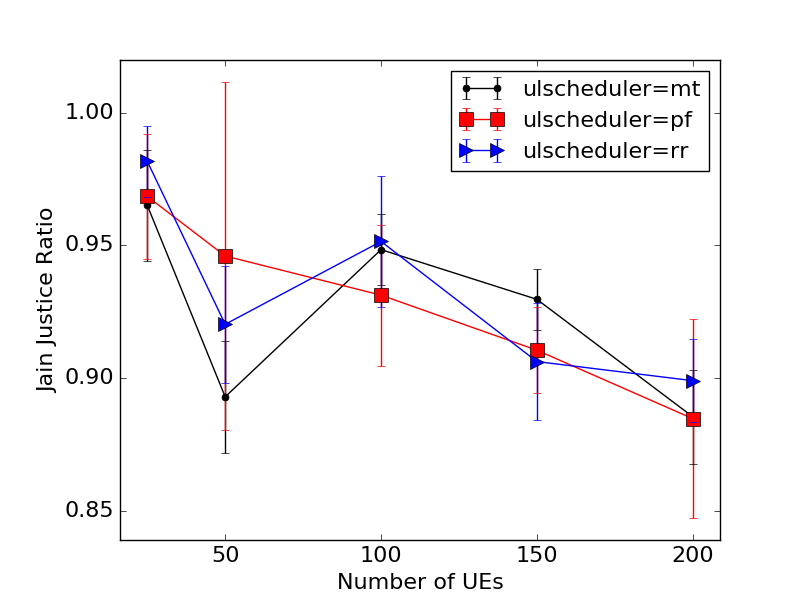 ulscheduler=mt
ulscheduler=pf
ulscheduler=rr
1.00
0.95
0.90
0.85
Jain Justice Ratio
50 100 150 200
Number of UEs